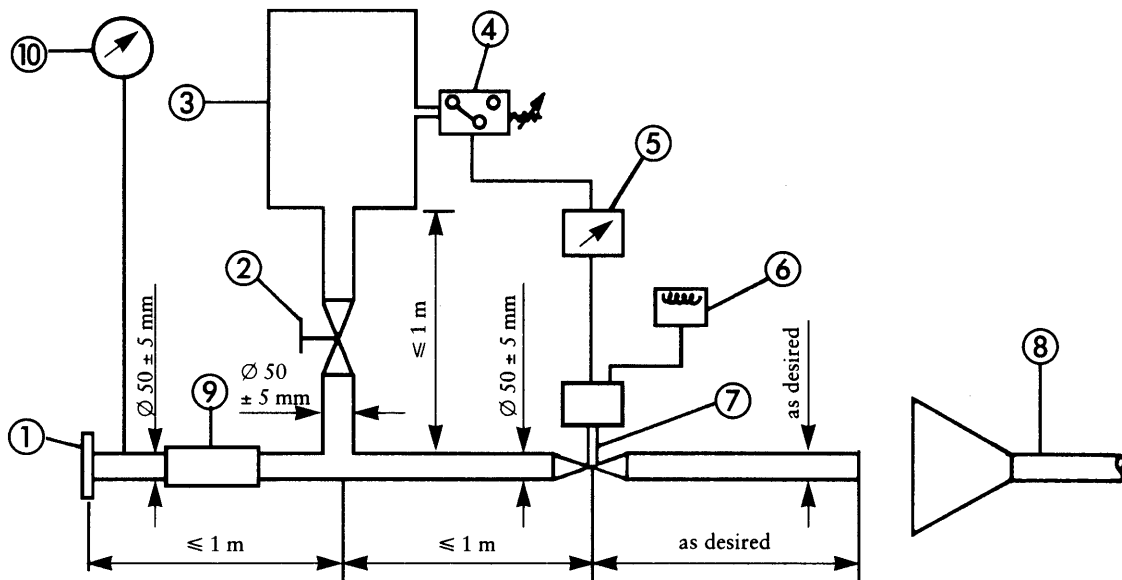 ⑩
④
③
⑤
②
⑥
⑧
⑨
⑦
①
Ø 50 ± 5 mm
Ø 50
± 5 mm
⩽ 1 m
Ø 50 ± 5 mm
as desired
⩽ 1 m
⩽ 1 m
as desired